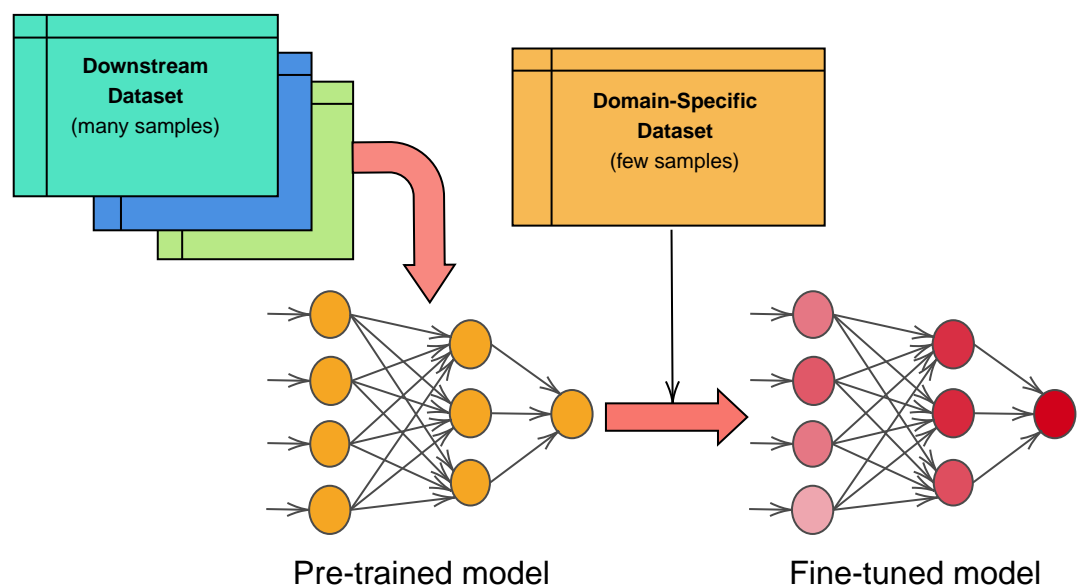 Downstream
Dataset
(many samples)
Domain-Specific
Dataset
(few samples)
Pre-trained model
Fine-tuned model